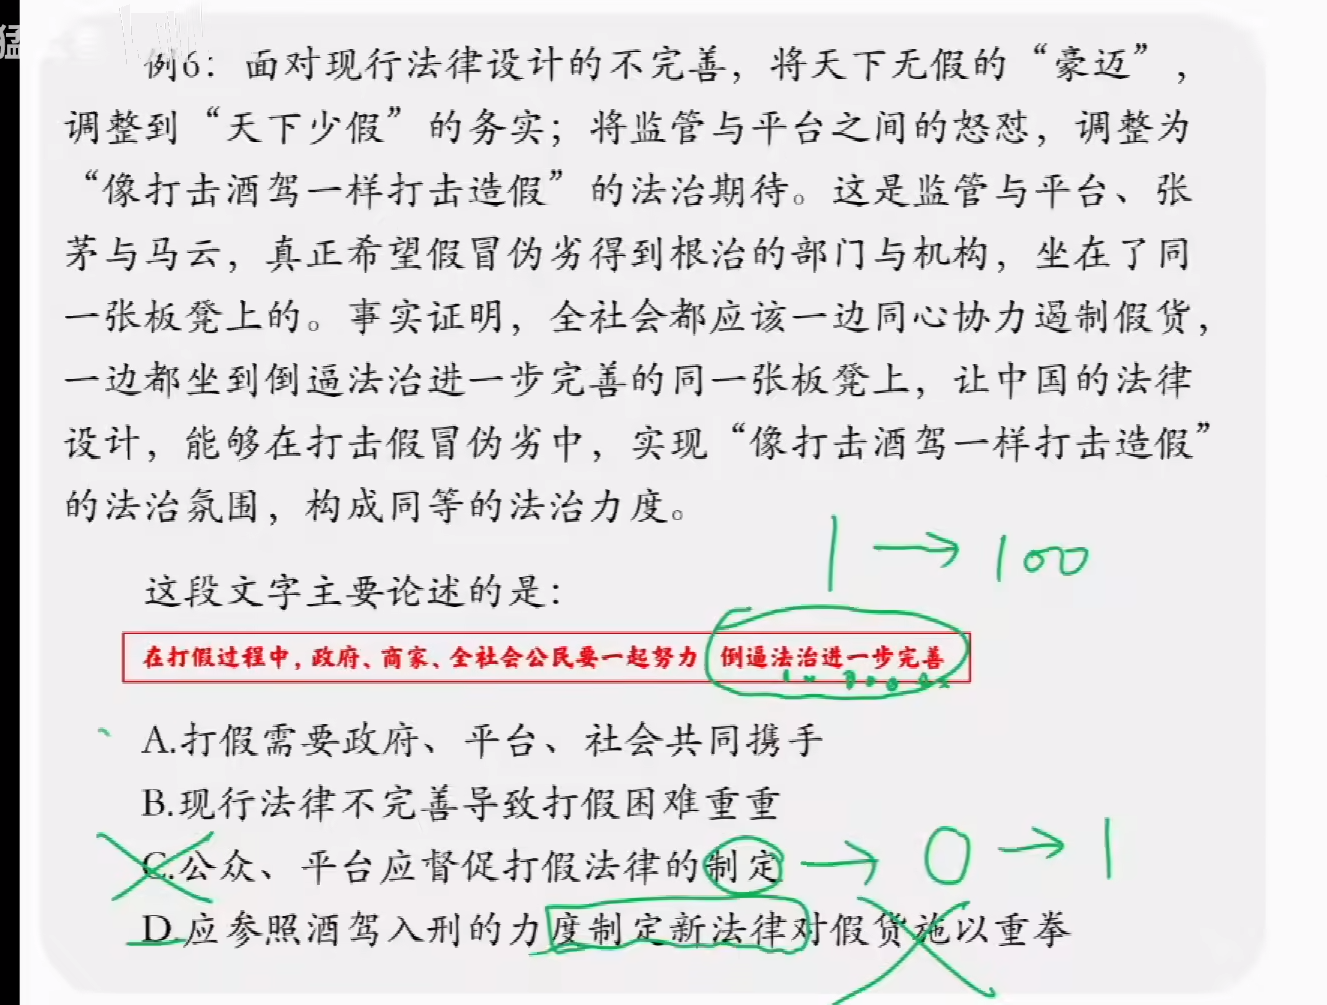 猛
例6：面对现行法律设计的不完善，将天下无假的“豪迈”，
调整到“天下少假”的务实；将监管与平台之间的怒怼，调整为
“像打击酒驾一样打击造假”的法治期待。这是监管与平台、张
茅与马云，真正希望假冒伪劣得到根治的部门与机构，坐在了同
一张板凳上的。事实证明，全社会都应该一边同心协力遏制假货，
一边都坐到倒逼法治进一步完善的同一张板凳上，让中国的法律
设计，能够在打击假冒伪劣中，实现“像打击酒驾一样打击造假”
的法治氛围，构成同等的法治力度。
1→100
这段文字主要论述的是：
在打假过程中，政府、商家、全社会公民要一起努力 倒逼法治进一步完善
A.打假需要政府、平台、社会共同携手
B.现行法律不完善导致打假困难重重
C.公众、平台应督促打假法律的制定 → 0 → 1
D.应参照酒驾入刑的力度制定新法律对假货施以重拳